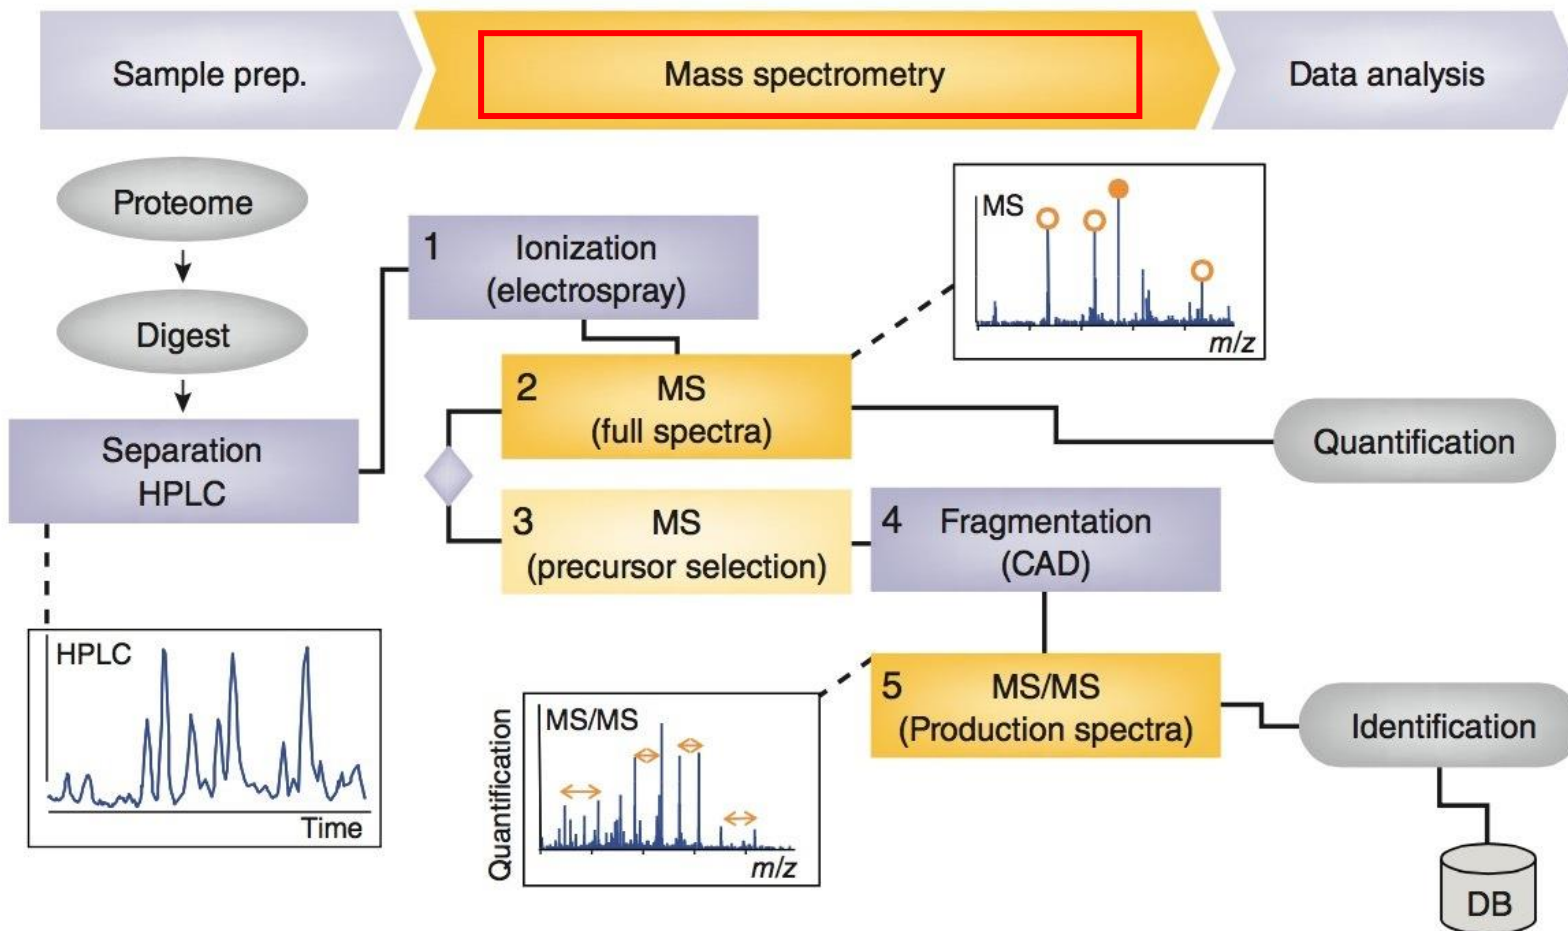 Sample prep.
Mass spectrometry
Data analysis
Proteome
Digest
Separation
HPLC
HPLC
Time
1
Ionization
(electrospray)
2
MS
(full spectra)
MS
m/z
Quantification
3
MS
(precursor selection)
4
Fragmentation
(CAD)
5
MS/MS
(Production spectra)
Quantification
MS/MS
m/z
Identification
DB